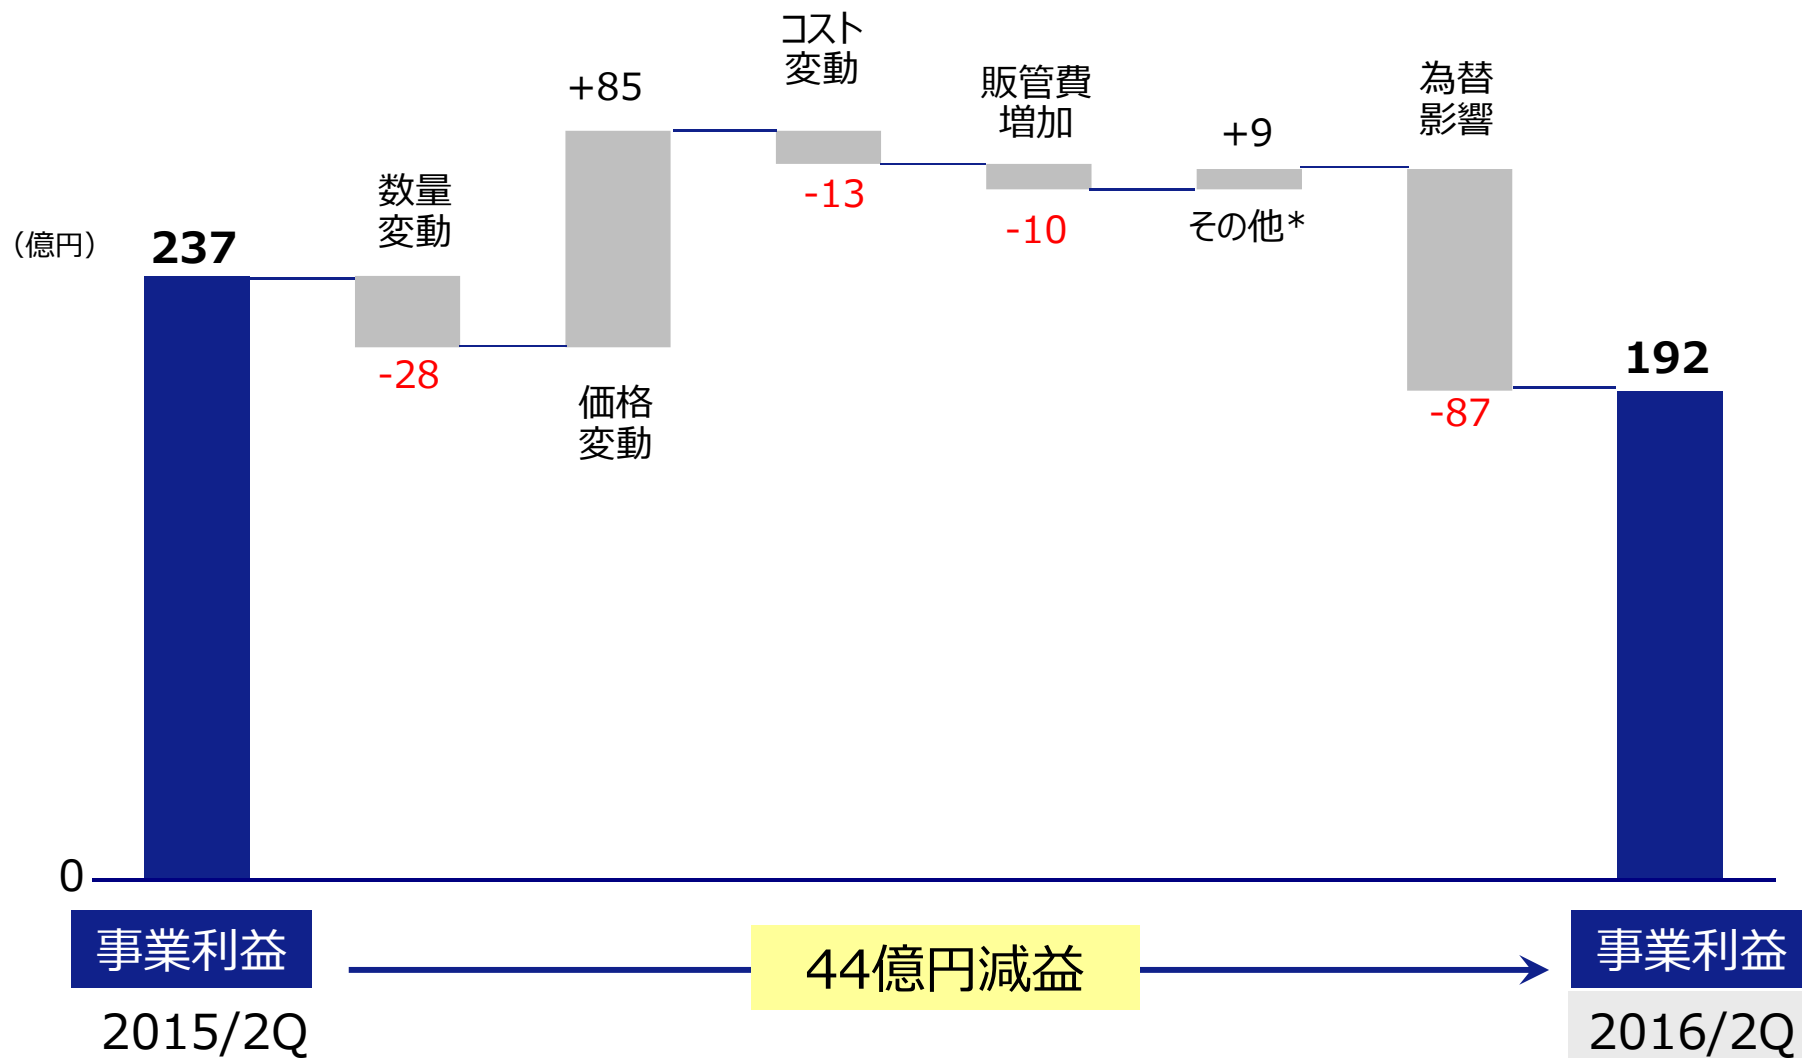 （億円）
237
数量
変動
-28
+85
価格
変動
コスト
変動
-13
販管費
増加
-10
+9
その他*
為替
影響
-87
192
0
事業利益
2015/2Q
44億円減益
事業利益
2016/2Q